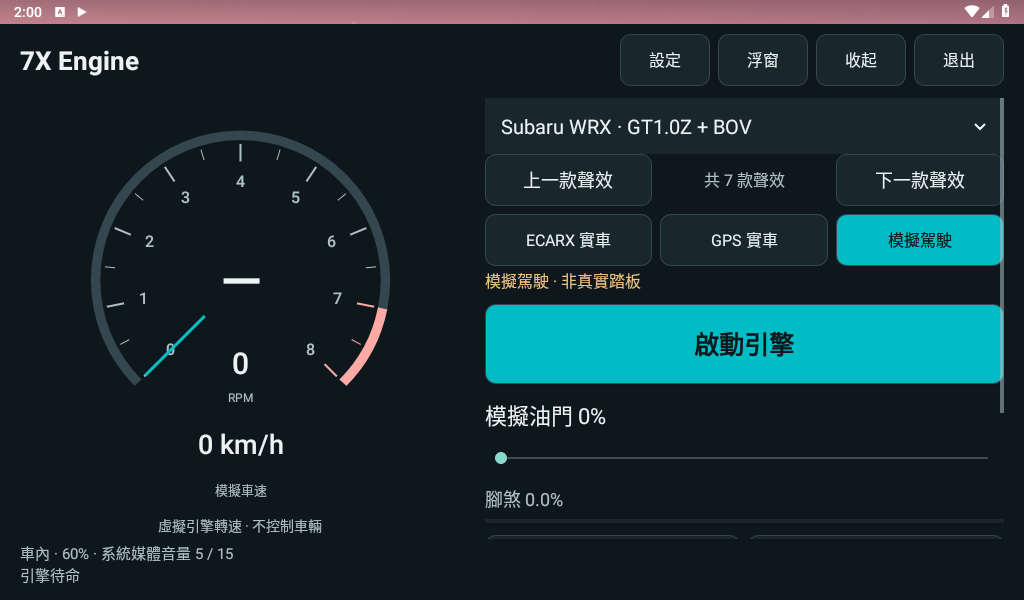 2:00
7X Engine
設定
浮窗
收起
退出
Subaru WRX · GT1.0Z + BOV
上一款聲效
共 7 款聲效
下一款聲效
ECARX 實車
GPS 實車
模擬駕駛
模擬駕駛 · 非真實踏板
啟動引擎
模擬油門 0%
腳煞 0.0%
0
1
2
3
4
5
6
7
8
—
0
RPM
0 km/h
模擬車速
虛擬引擎轉速 · 不控制車輛
車內 · 60% · 系統媒體音量 5 / 15
引擎待命